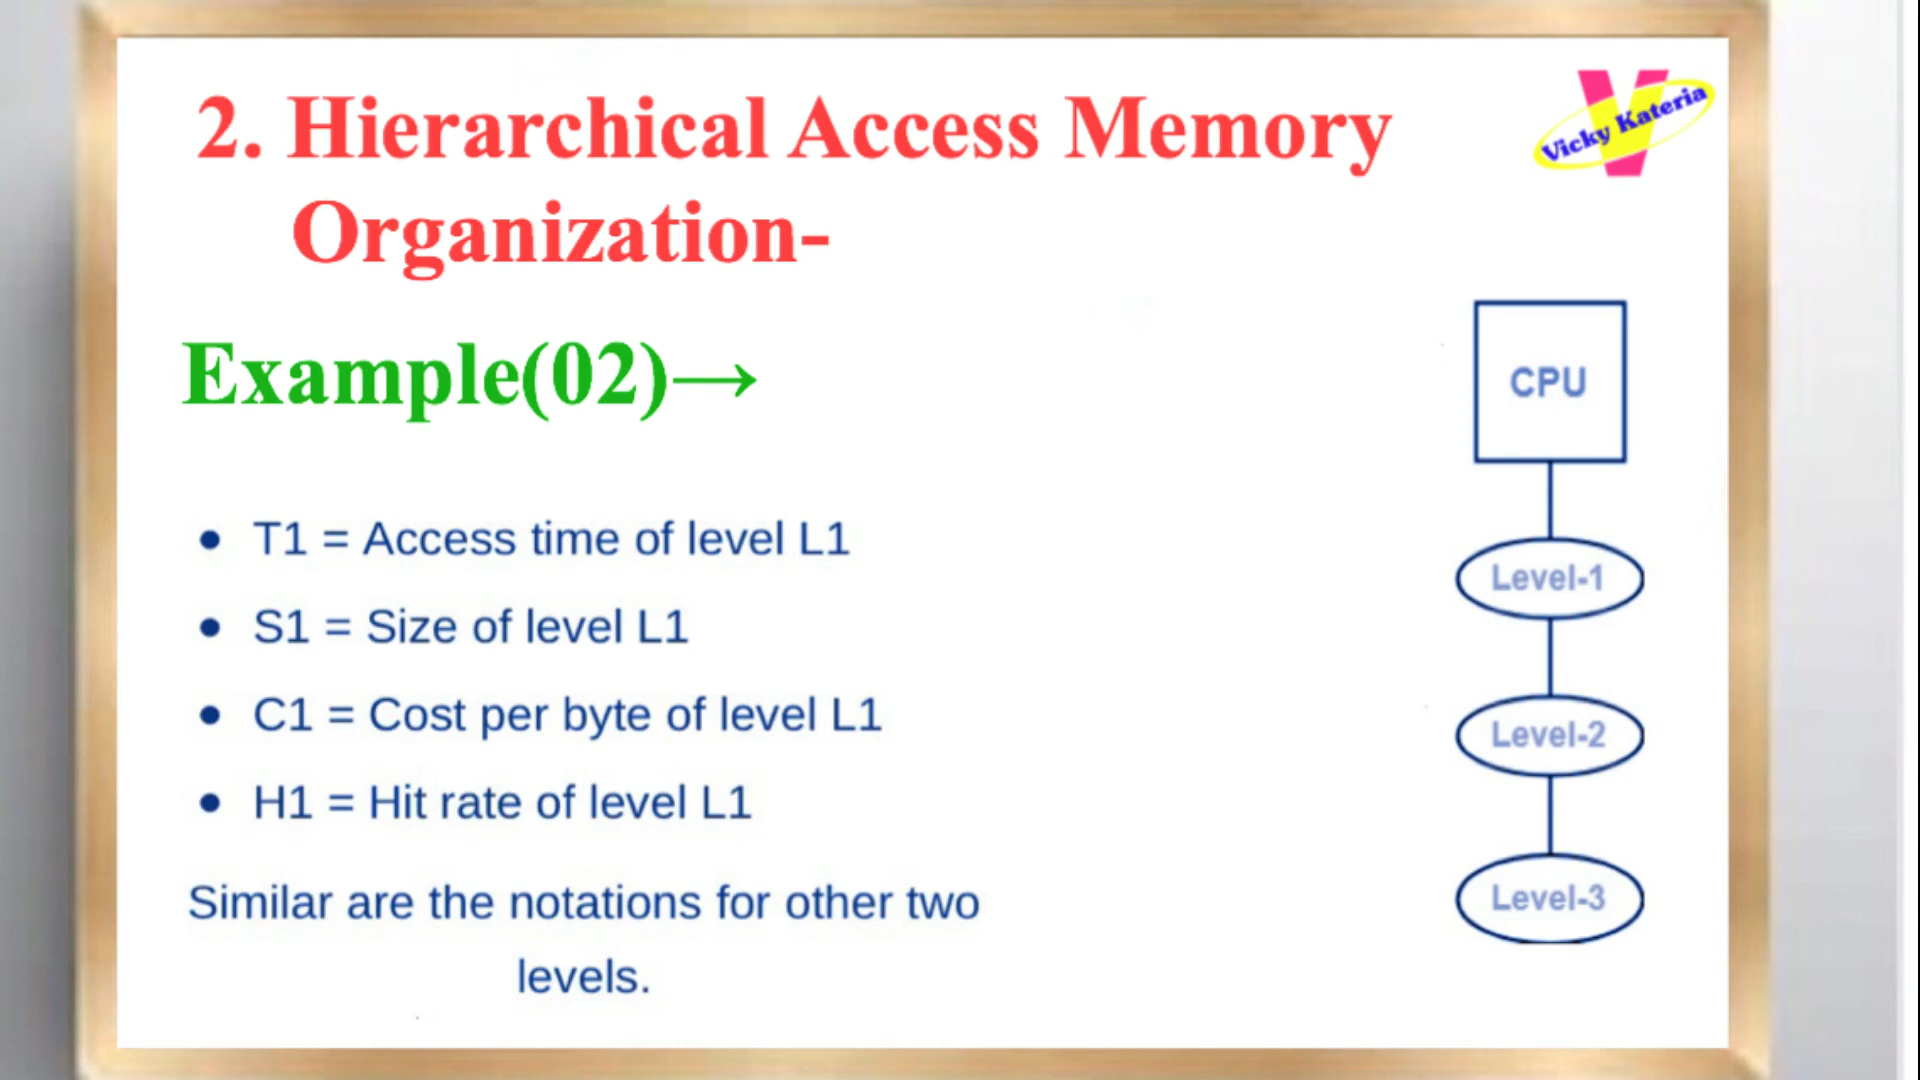 2. Hierarchical Access Memory
Organization-
Vicky Kateria
Example(02)→
• T1 = Access time of level L1
• S1 = Size of level L1
• C1 = Cost per byte of level L1
• H1 = Hit rate of level L1
Similar are the notations for other two
levels.
CPU
Level-1
Level-2
Level-3